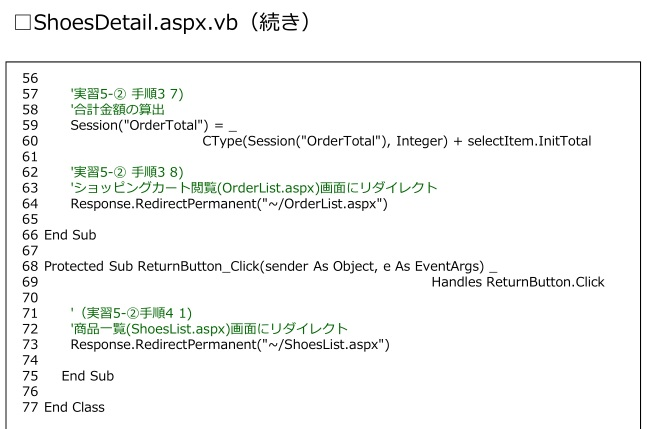 □ShoesDetail.aspx.vb（続き）
56
57 '実習5-② 手順3 7)
58 '合計金額の算出
59 Session("OrderTotal") = _
60 CType(Session("OrderTotal"), Integer) + selectItem.InitTotal
61
62 '実習5-② 手順3 8)
63 'ショッピングカート閲覧(OrderList.aspx)画面にリダイレクト
64 Response.RedirectPermanent("~/OrderList.aspx")
65
66 End Sub
67
68 Protected Sub ReturnButton_Click(sender As Object, e As EventArgs) _
69 Handles ReturnButton.Click
70
71 '（実習5-②手順4 1)
72 '商品一覧(ShoesList.aspx)画面にリダイレクト
73 Response.RedirectPermanent("~/ShoesList.aspx")
74
75 End Sub
76
77 End Class